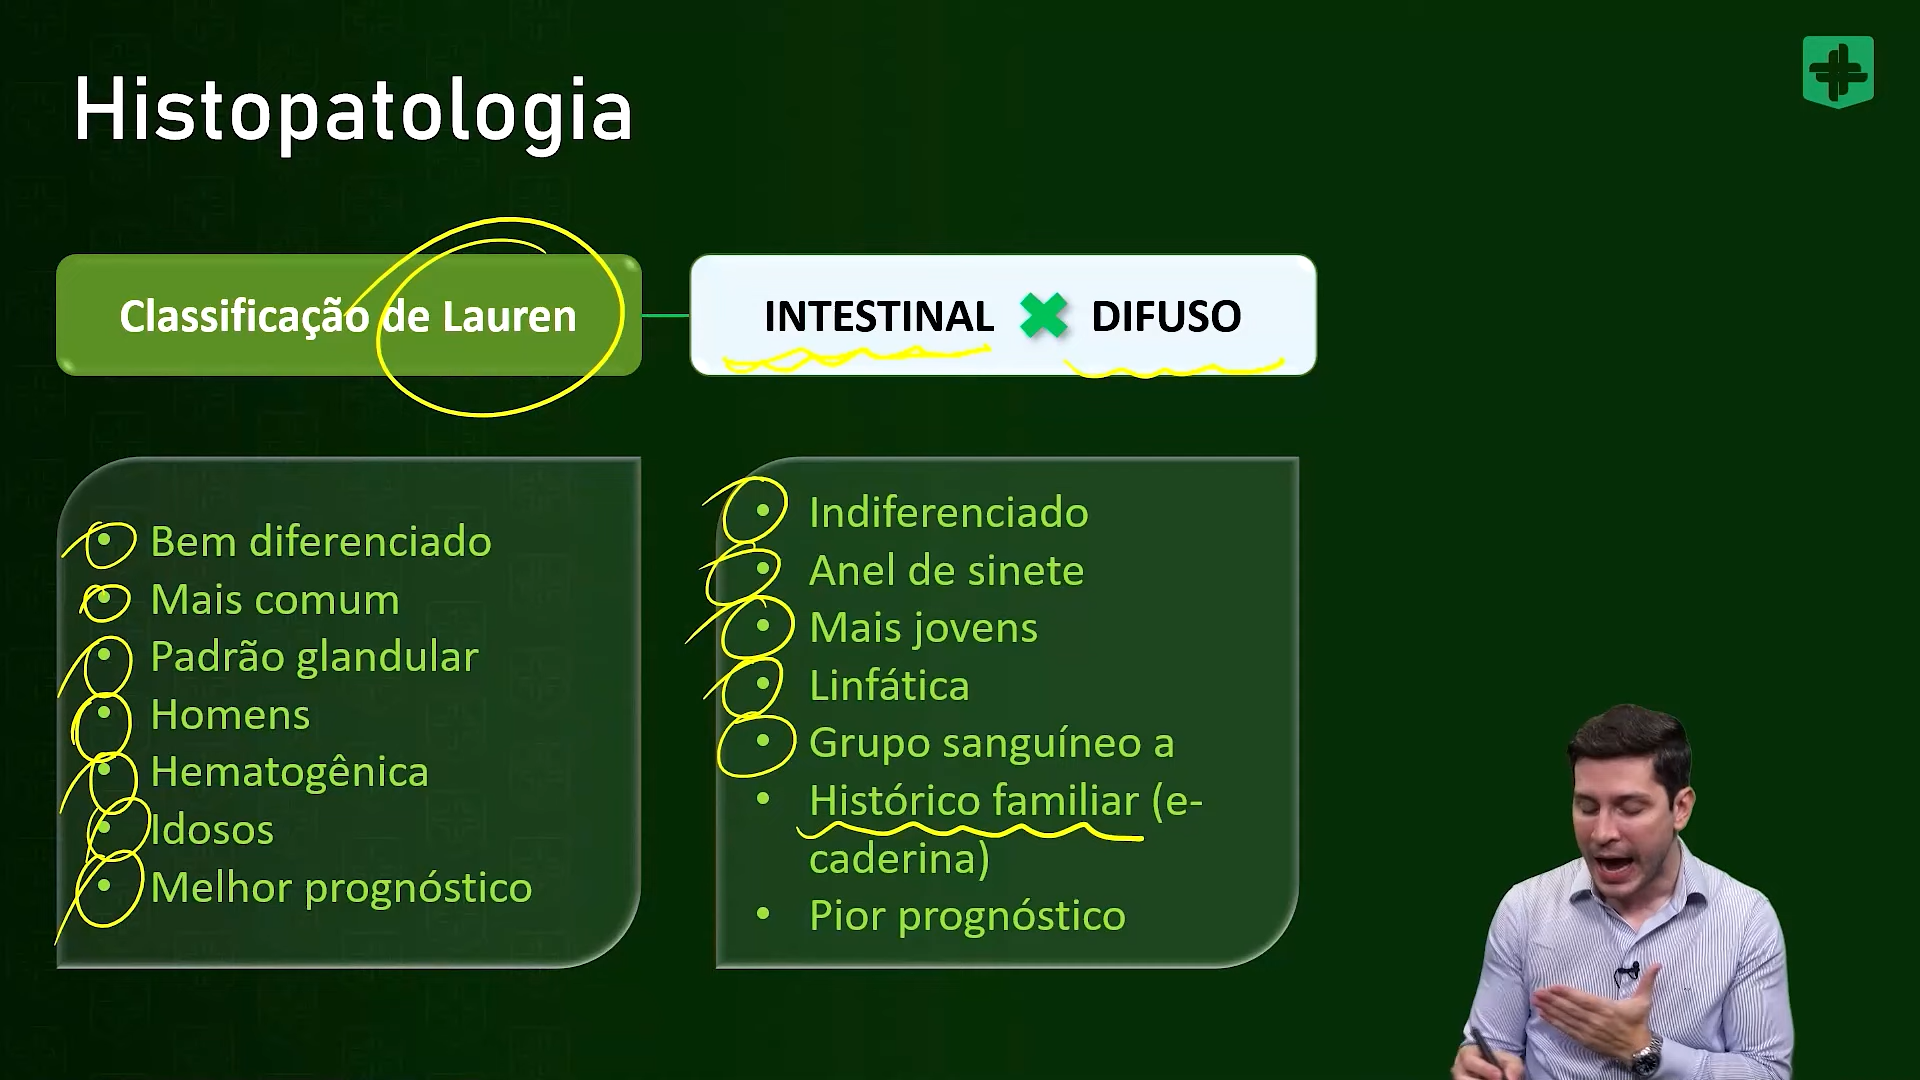 Histopatologia
Classificação de Lauren
INTESTINAL ✖ DIFUSO
• Bem diferenciado
• Mais comum
• Padrão glandular
• Homens
• Hematogênica
• Idosos
• Melhor prognóstico
• Indiferenciado
• Anel de sinete
• Mais jovens
• Linfática
• Grupo sanguíneo a
• Histórico familiar (e-
caderina)
• Pior prognóstico